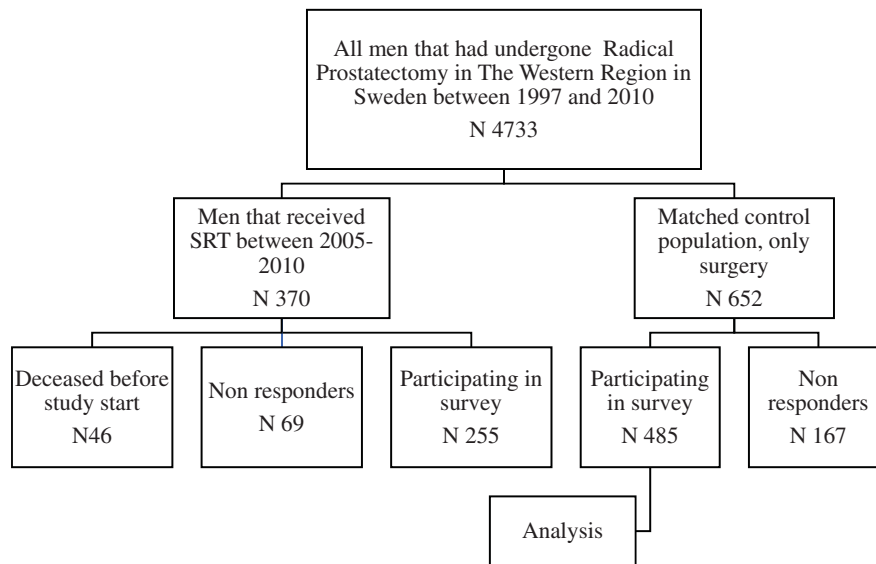 All men that had undergone Radical
Prostatectomy in The Western Region in
Sweden between 1997 and 2010
N 4733
Men that received
SRT between 2005-
2010
N 370
Matched control
population, only
surgery
N 652
Deceased before
study start
N46
Non responders
N 69
Participating in
survey
N 255
Participating
in survey
N 485
Non
responders
N 167
Analysis